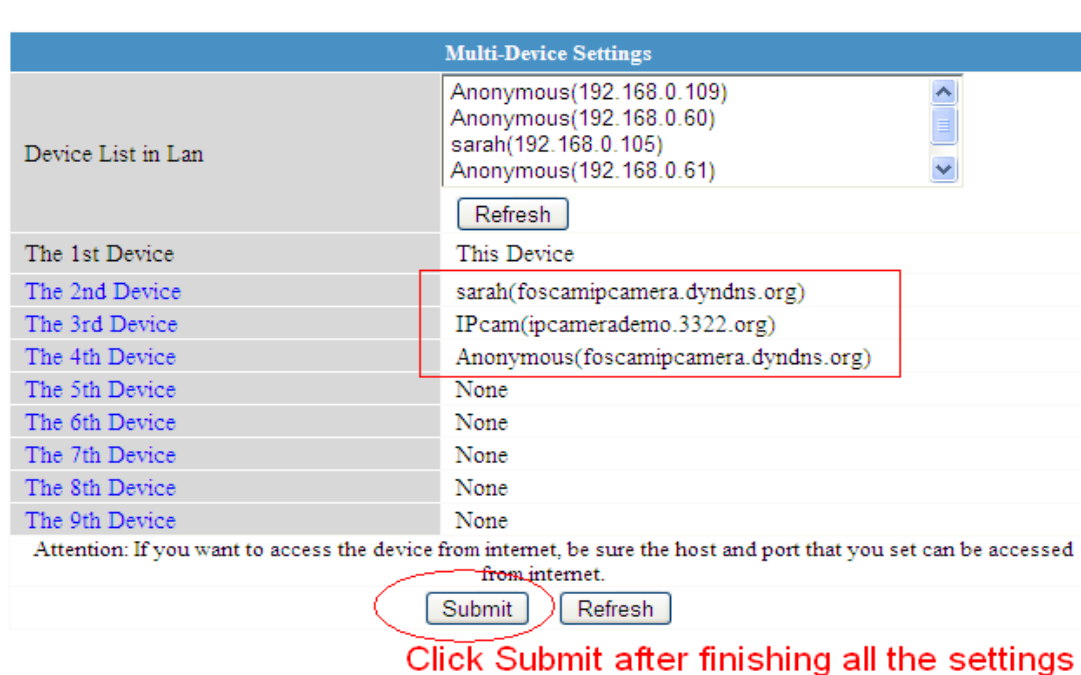 Multi-Device Settings
Device List in Lan
Anonymous(192.168.0.109)
Anonymous(192.168.0.60)
sarah(192.168.0.105)
Anonymous(192.168.0.61)
Refresh
The 1st Device This Device
The 2nd Device sarah(foscamipcamera.dyndns.org)
The 3rd Device IPcam(ipcamerademo.3322.org)
The 4th Device Anonymous(foscamipcamera.dyndns.org)
The 5th Device None
The 6th Device None
The 7th Device None
The 8th Device None
The 9th Device None
Attention: If you want to access the device from internet, be sure the host and port that you set can be accessed
from internet.
Submit Refresh
Click Submit after finishing all the settings